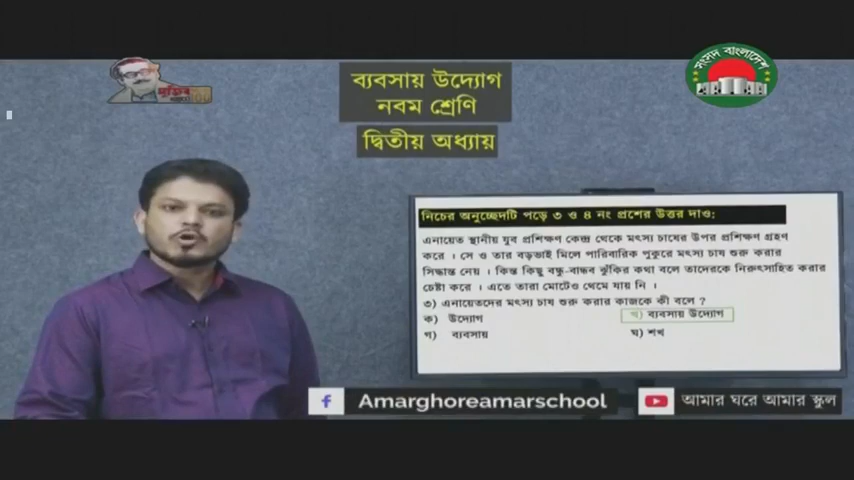 ব্যবসায় উদ্যোগ
নবম শ্রেণি
দ্বিতীয় অধ্যায়
সংসদ বাংলাদেশ
নিচের অনুচ্ছেদটি পড়ে ৩ ও ৪ নং প্রশ্নের উত্তর দাও:
এনায়েত স্থানীয় যুব প্রশিক্ষণ কেন্দ্র থেকে মৎস্য চাষের উপর প্রশিক্ষণ গ্রহণ
করে । সে ও তার বড়ভাই মিলে পারিবারিক পুকুরে মৎস্য চাষ শুরু করার
সিদ্ধান্ত নেয় । কিন্তু কিছু বন্ধু-বান্ধব ঝুঁকির কথা বলে তাদেরকে নিরুৎসাহিত করার
চেষ্টা করে । এতে তারা মোটেও থেমে যায় নি ।
৩) এনায়েতদের মৎস্য চাষ শুরু করার কাজকে কী বলে ?
ক) উদ্যোগ খ) ব্যবসায় উদ্যোগ
গ) ব্যবসায় ঘ) শখ
Amarghoreamarschool
আমার ঘরে আমার স্কুল